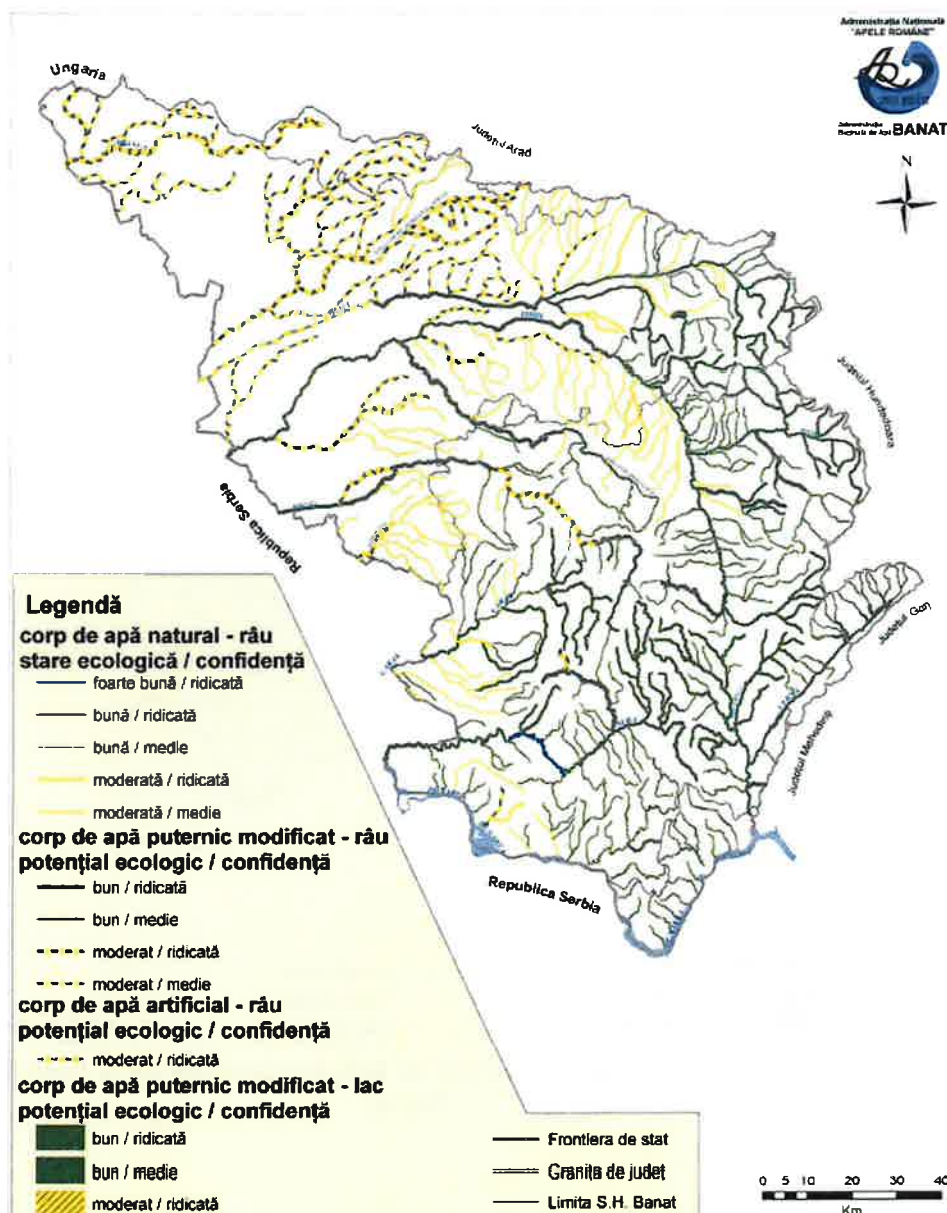 Administrația Națională
"APELE ROMÂNE"
Administrația
Bazinală de Apă BANAT
N
Ungaria
Județul Arad
Județul Hunedoara
Județul Gorj
Județul Mehedinți
Republica Serbia
Republica Serbia
Legendă
corp de apă natural - râu
stare ecologică / confidență
foarte bună / ridicată
bună / ridicată
bună / medie
moderată / ridicată
moderată / medie
corp de apă puternic modificat - râu
potențial ecologic / confidență
bun / ridicată
bun / medie
moderat / ridicată
moderat / medie
corp de apă artificial - râu
potențial ecologic / confidență
moderat / ridicată
corp de apă puternic modificat - lac
potențial ecologic / confidență
bun / ridicată
bun / medie
moderat / ridicată
Frontiera de stat
Granița de județ
Limita S.H. Banat
0 5 10 20 30 40
Km